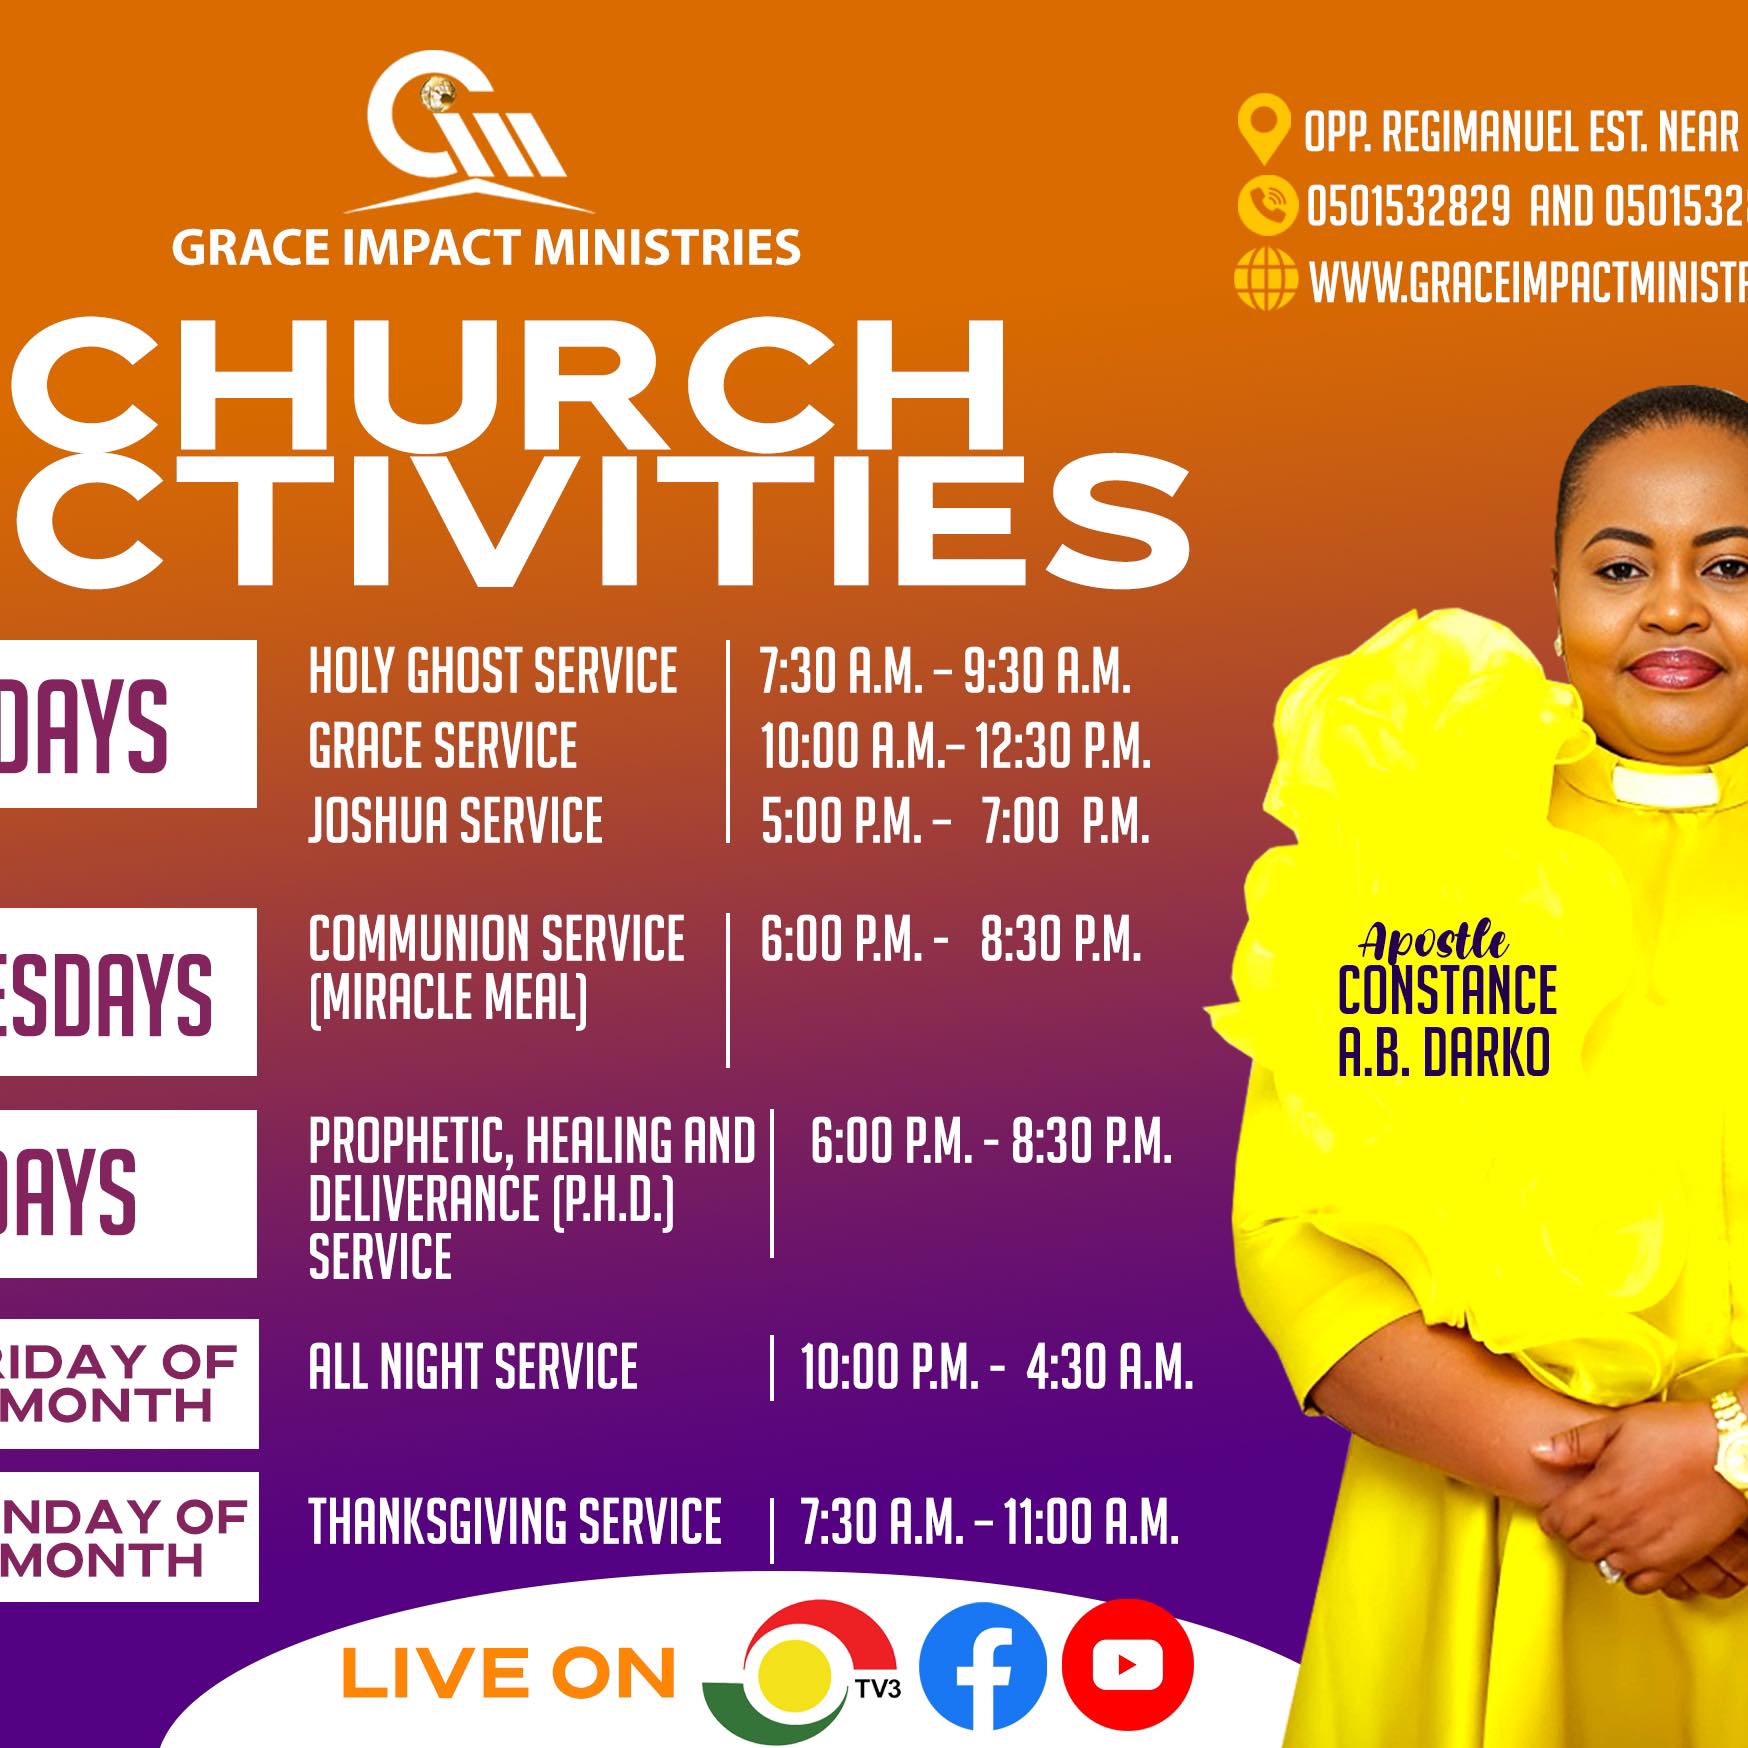 GRACE IMPACT MINISTRIES
OPP. REGIMANUEL EST. NEAR
0501532829 AND 0501532
WWW.GRACEIMPACTMINISTR
CHURCH
CTIVITIES
DAYS
HOLY GHOST SERVICE 7:30 A.M. – 9:30 A.M.
GRACE SERVICE 10:00 A.M.– 12:30 P.M.
JOSHUA SERVICE 5:00 P.M. – 7:00 P.M.
ESDAYS
COMMUNION SERVICE 6:00 P.M. - 8:30 P.M.
(MIRACLE MEAL)
DAYS
PROPHETIC, HEALING AND 6:00 P.M. - 8:30 P.M.
DELIVERANCE (P.H.D.)
SERVICE
RIDAY OF
MONTH
ALL NIGHT SERVICE 10:00 P.M. - 4:30 A.M.
NDAY OF
MONTH
THANKSGIVING SERVICE 7:30 A.M. – 11:00 A.M.
Apostle
CONSTANCE
A.B. DARKO
LIVE ON
TV3